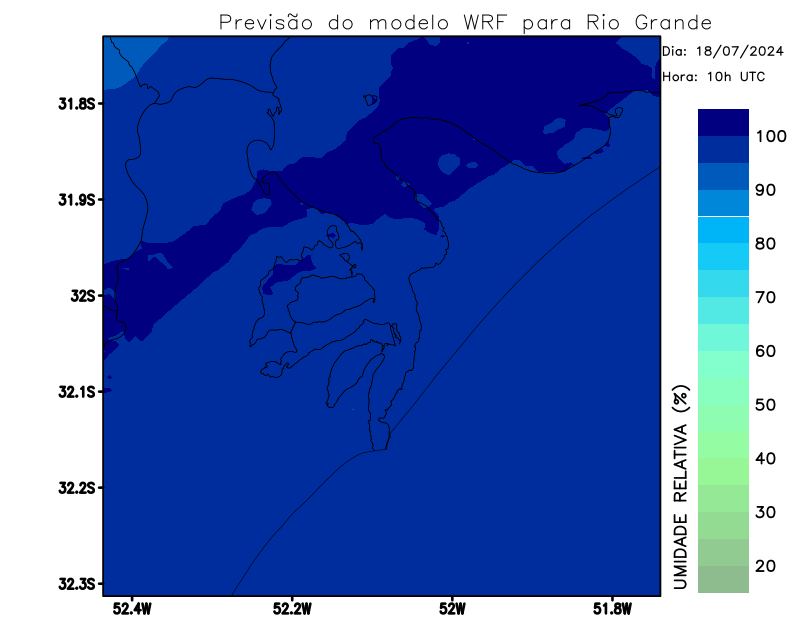 Previsão do modelo WRF para Rio Grande
Dia: 18/07/2024
Hora: 10h UTC
31.8S
31.9S
32S
32.1S
32.2S
32.3S
52.4W
52.2W
52W
51.8W
100
90
80
70
60
50
40
30
20
UMIDADE RELATIVA (%)